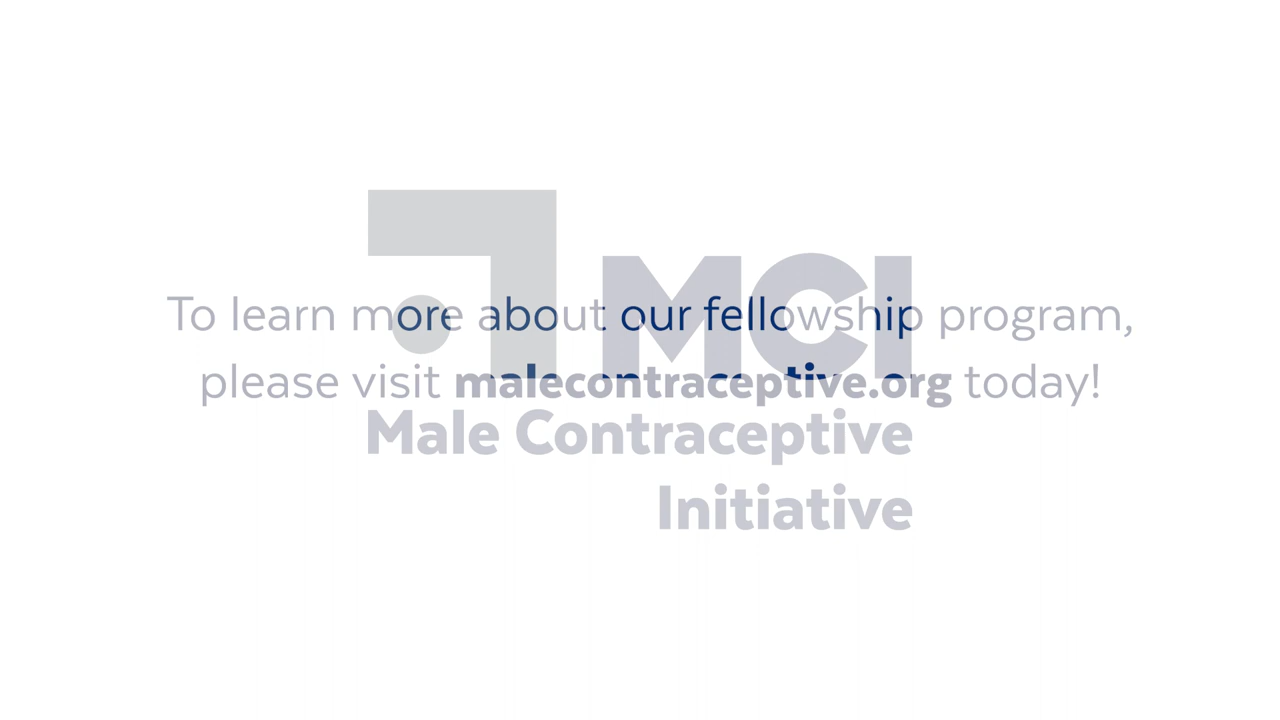 MCI
To learn more about our fellowship program,
please visit malecontraceptive.org today!
Male Contraceptive
Initiative